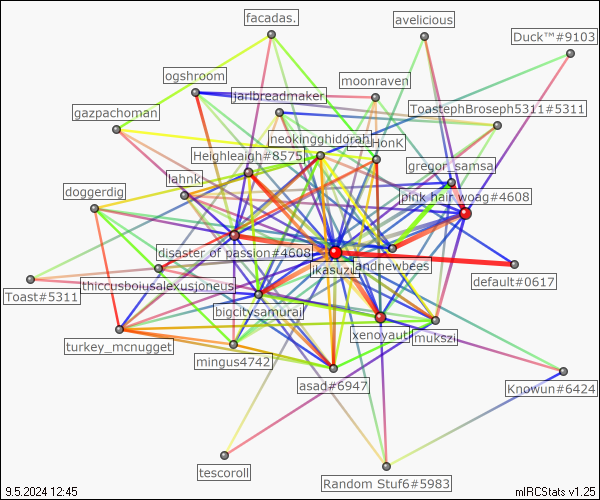 facadas.
avelicious
Duck™#9103
ogshroom
moonraven
jarlbreadmaker
ToastephBroseph5311#5311
gazpachoman
neokingghidorah
HonK
Heighleigh#8575
gregor_samsa
lahnk
pink hair woag#4608
doggerdig
disaster of passion#4608
ikasuzu
andnewbees
default#0617
thiccusboiusalexusjoneus
Toast#5311
bigcitysamurai
xenoyaut
mukszi
turkey_mcnugget
mingus4742
asad#6947
Knowun#6424
tescoroll
Random Stuf6#5983
9.5.2024 12:45
mIRCStats v1.25